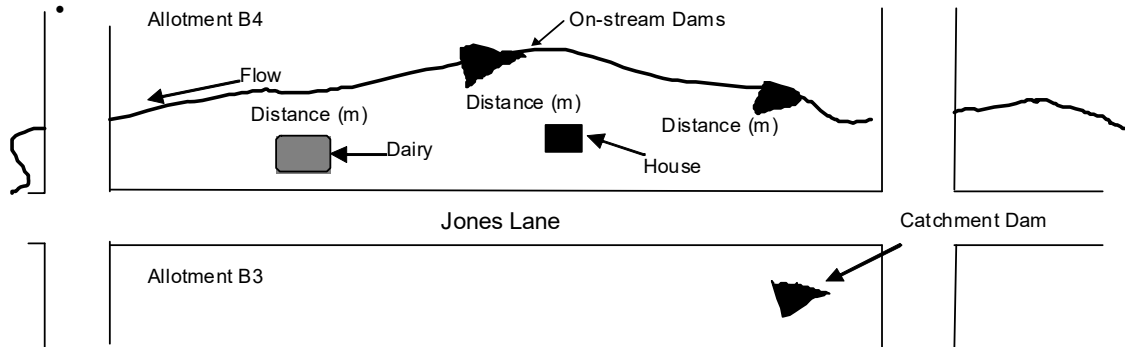 Allotment B4
On-stream Dams
Flow
Distance (m)
Distance (m)
Distance (m)
Dairy
House
Jones Lane
Catchment Dam
Allotment B3